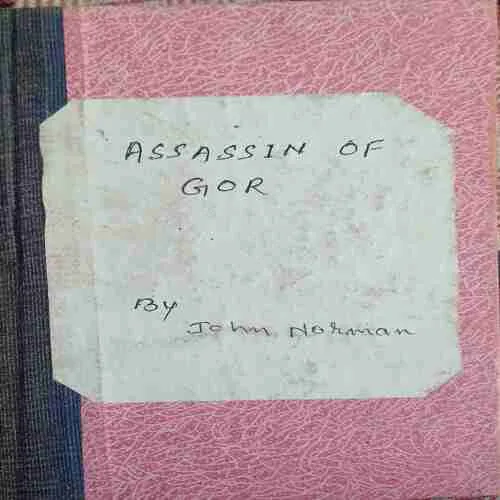 ASSASSIN OF
GOR
By
John Norman